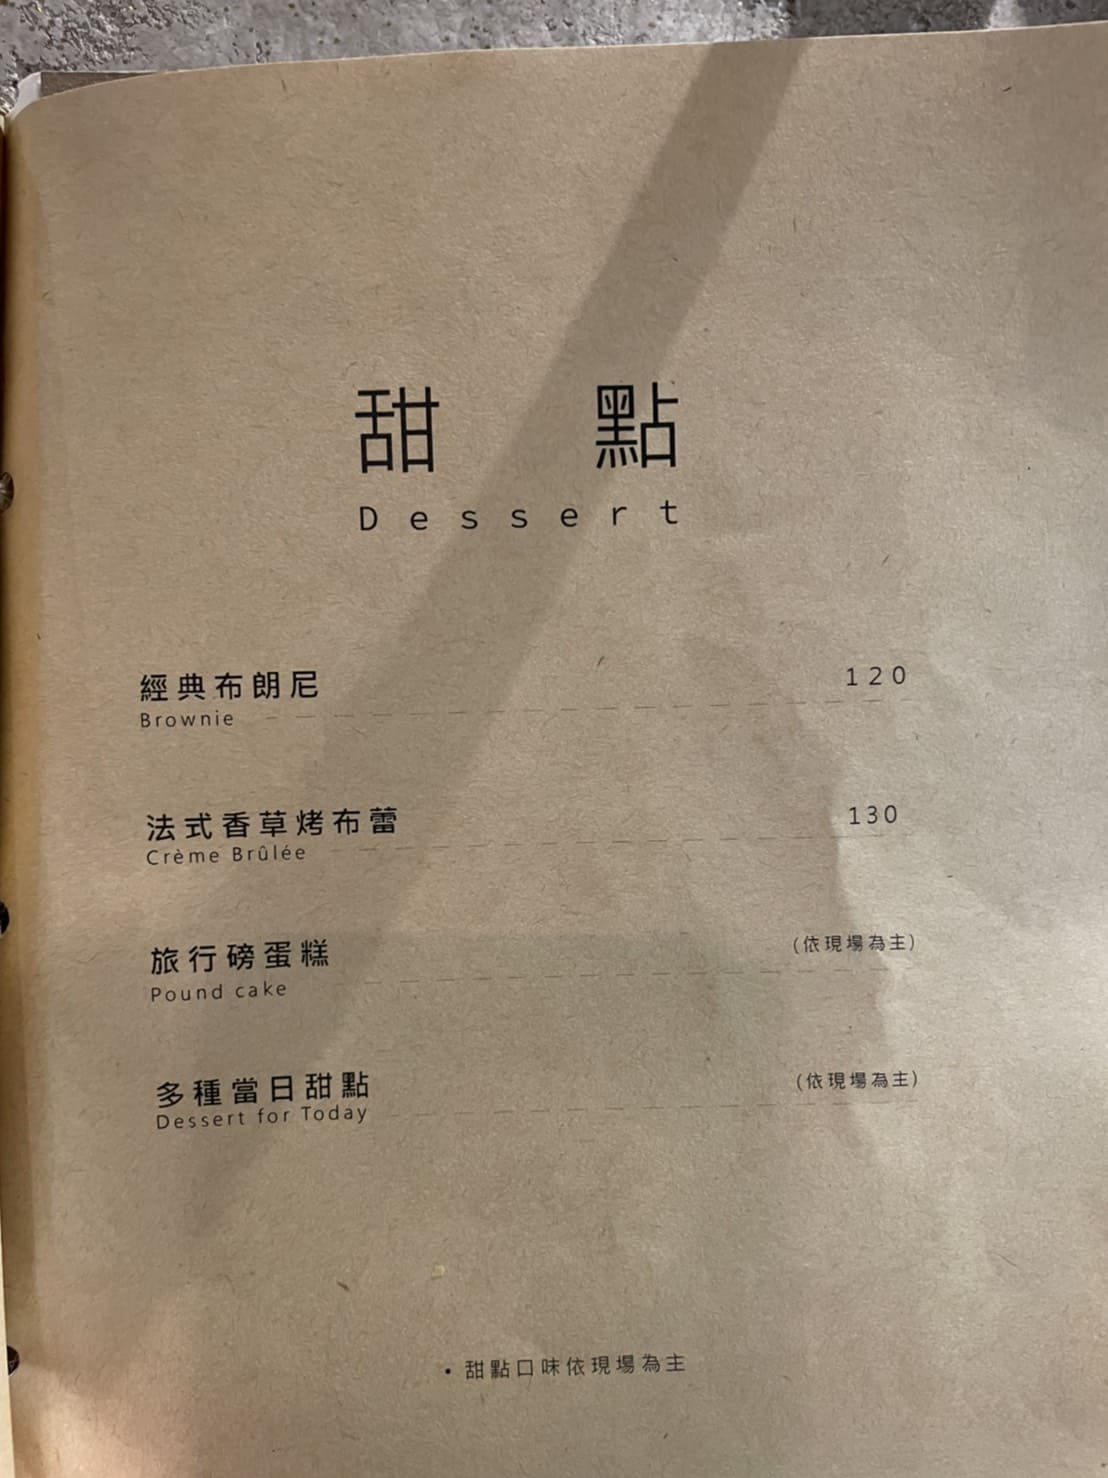 甜點
Dessert
經典布朗尼 120
Brownie
法式香草烤布蕾 130
Crème Brûlée
旅行磅蛋糕 (依現場為主)
Pound cake
多種當日甜點 (依現場為主)
Dessert for Today
• 甜點口味依現場為主